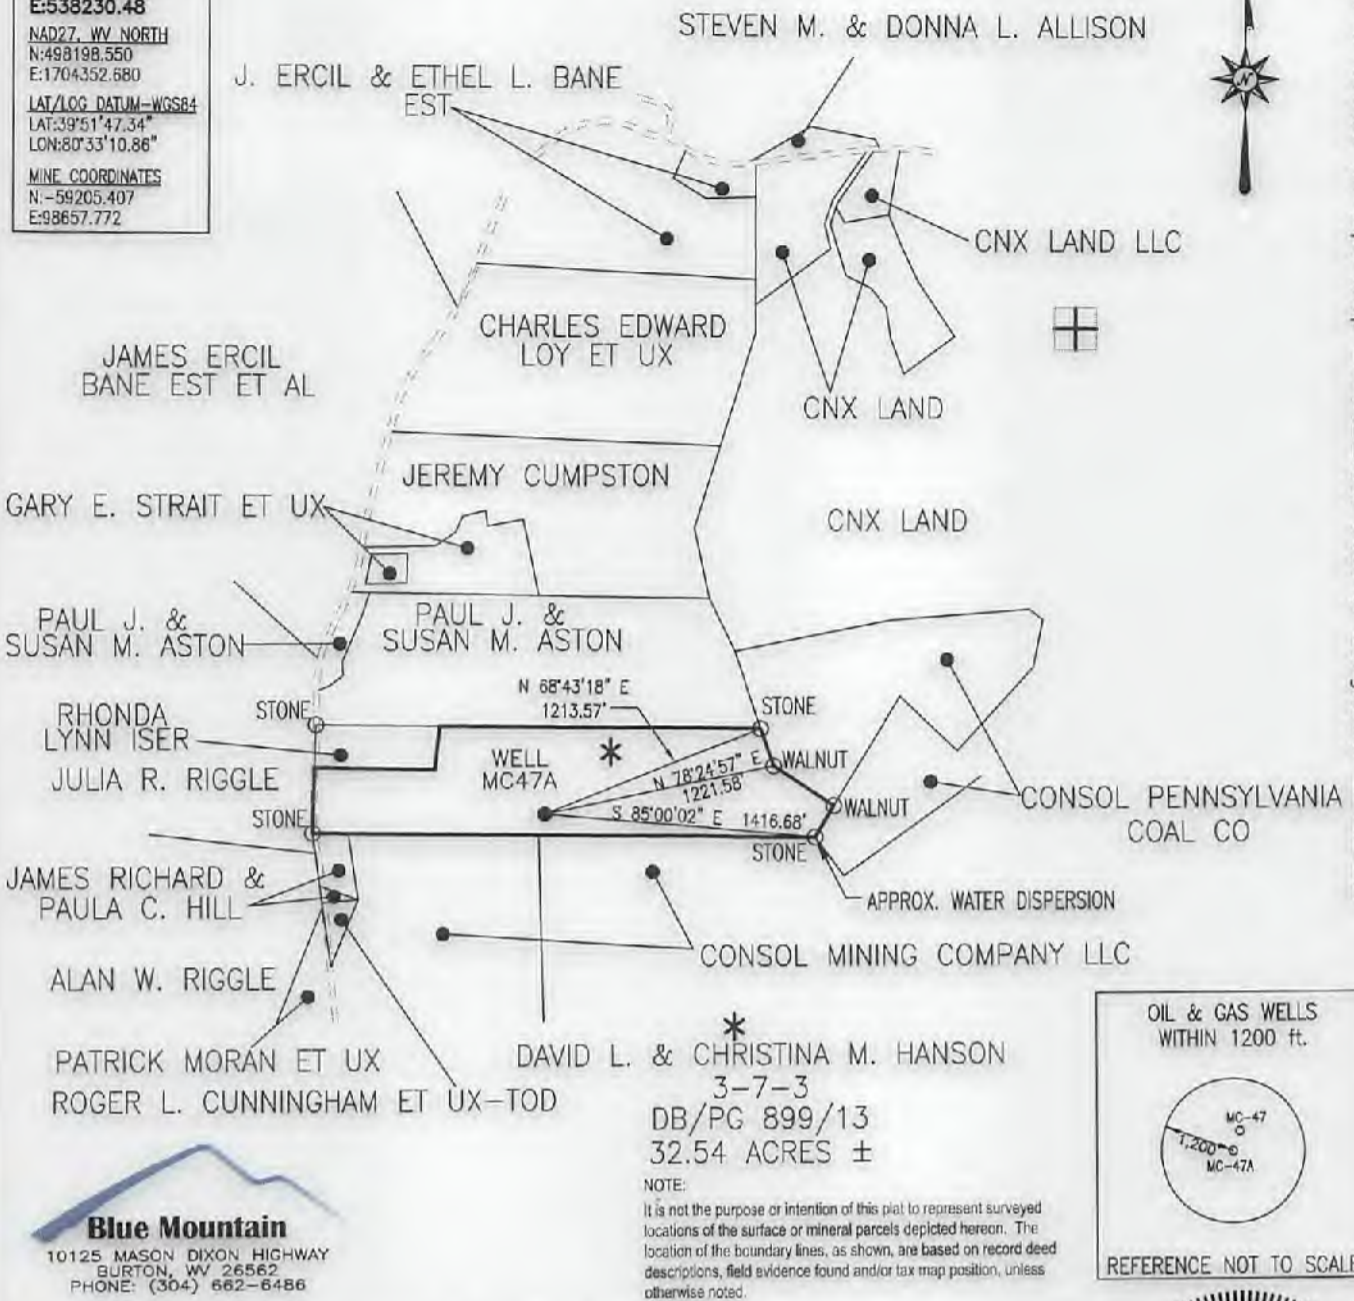 E:538230.48
NAD27, WV NORTH
N:498198.550
E:1704352.680
LAT/LOG DATUM-WGS84
LAT:39°51'47.34"
LON:80°33'10.86"
MINE COORDINATES
N:-59205.407
E:98657.772
STEVEN M. & DONNA L. ALLISON
N
J. ERCIL & ETHEL L. BANE
EST
CNX LAND LLC
CHARLES EDWARD
LOY ET UX
JAMES ERCIL
BANE EST ET AL
CNX LAND
JEREMY CUMPSTON
GARY E. STRAIT ET UX
CNX LAND
PAUL J. &
SUSAN M. ASTON
PAUL J. &
SUSAN M. ASTON
N 68°43'18" E
1213.57'
STONE
STONE
RHONDA
LYNN ISER
WELL
MC47A
*
N 78°24'57" E
1221.58'
WALNUT
JULIA R. RIGGLE
S 85°00'02" E 1416.68'
WALNUT
CONSOL PENNSYLVANIA
COAL CO
STONE
STONE
JAMES RICHARD &
PAULA C. HILL
APPROX. WATER DISPERSION
CONSOL MINING COMPANY LLC
ALAN W. RIGGLE
PATRICK MORAN ET UX
ROGER L. CUNNINGHAM ET UX-TOD
*
DAVID L. & CHRISTINA M. HANSON
3-7-3
DB/PG 899/13
32.54 ACRES ±
NOTE:
It is not the purpose or intention of this plat to represent surveyed
locations of the surface or mineral parcels depicted hereon. The
location of the boundary lines, as shown, are based on record deed
descriptions, field evidence found and/or tax map position, unless
otherwise noted.
OIL & GAS WELLS
WITHIN 1200 ft.
MC-47
1,200'
MC-47A
REFERENCE NOT TO SCALE
Blue Mountain
10125 MASON DIXON HIGHWAY
BURTON, WV 26562
PHONE: (304) 662-6486